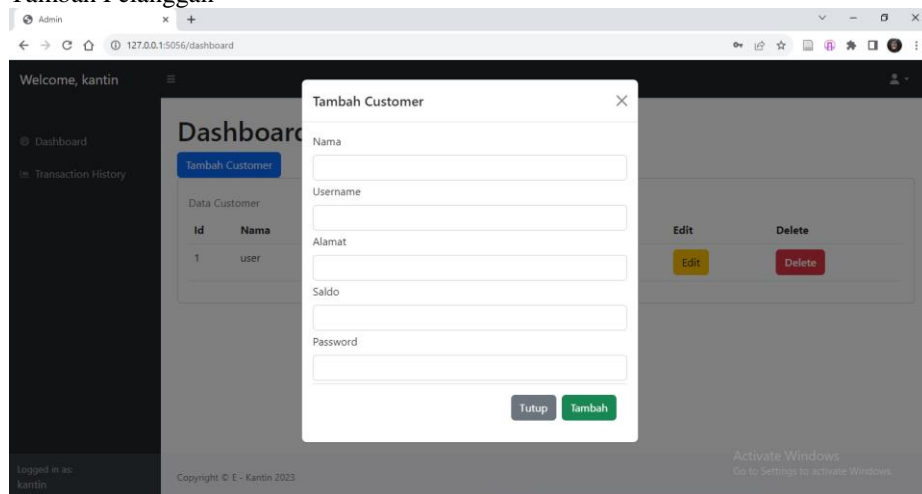 Tambah Pelanggan
Admin
127.0.0.1:5056/dashboard
Welcome, kantin
Tambah Customer
Dashboard
Nama
Dashboard
Tambah Customer
Transaction History
Username
Data Customer
Id Nama Edit Delete
Alamat
1 user Edit Delete
Saldo
Password
Tutup Tambah
Activate Windows
Go to Settings to activate Windows.
Logged in as:
kantin
Copyright © E - Kantin 2023